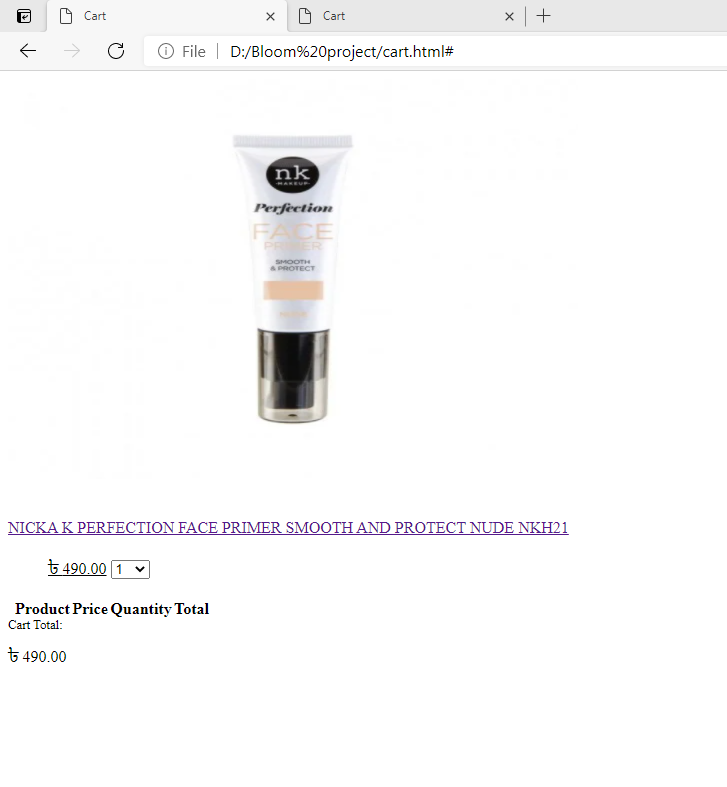 Cart
Cart
File
D:/Bloom%20project/cart.html#
nk
MAKEUP
Perfection
FACE
PRIMER
SMOOTH
& PROTECT
NICKA K PERFECTION FACE PRIMER SMOOTH AND PROTECT NUDE NKH21
৳ 490.00 1
Product Price Quantity Total
Cart Total:
৳ 490.00